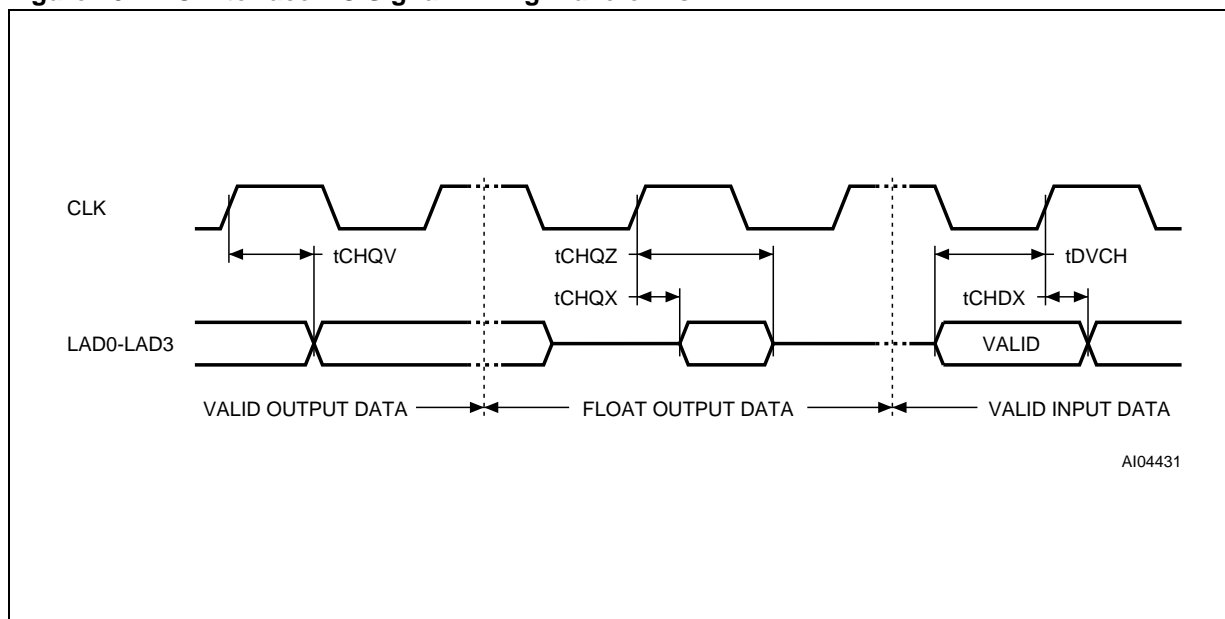 CLK
tCHQV
tCHQZ
tDVCH
tCHQX
tCHDX
LAD0-LAD3
VALID
VALID OUTPUT DATA
FLOAT OUTPUT DATA
VALID INPUT DATA
AI04431